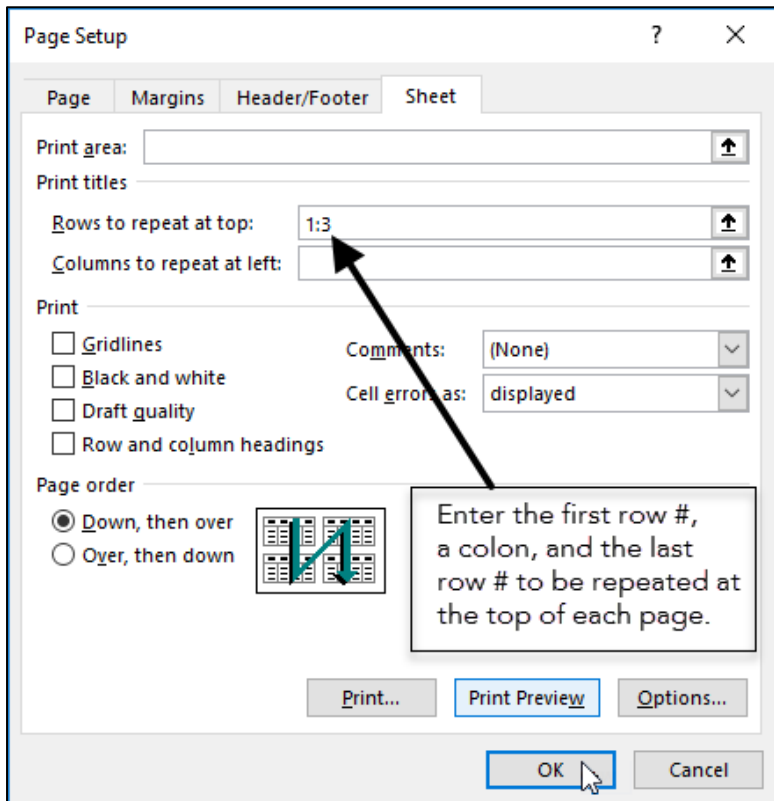 Page Setup ?
Page Margins Header/Footer Sheet
Print area:
Print titles
Rows to repeat at top: 1:3
Columns to repeat at left:
Print
Gridlines Comments: (None)
Black and white
Cell errors as: displayed
Draft quality
Row and column headings
Page order
Down, then over
Over, then down
Enter the first row #,
a colon, and the last
row # to be repeated at
the top of each page.
Print... Print Preview Options...
OK Cancel